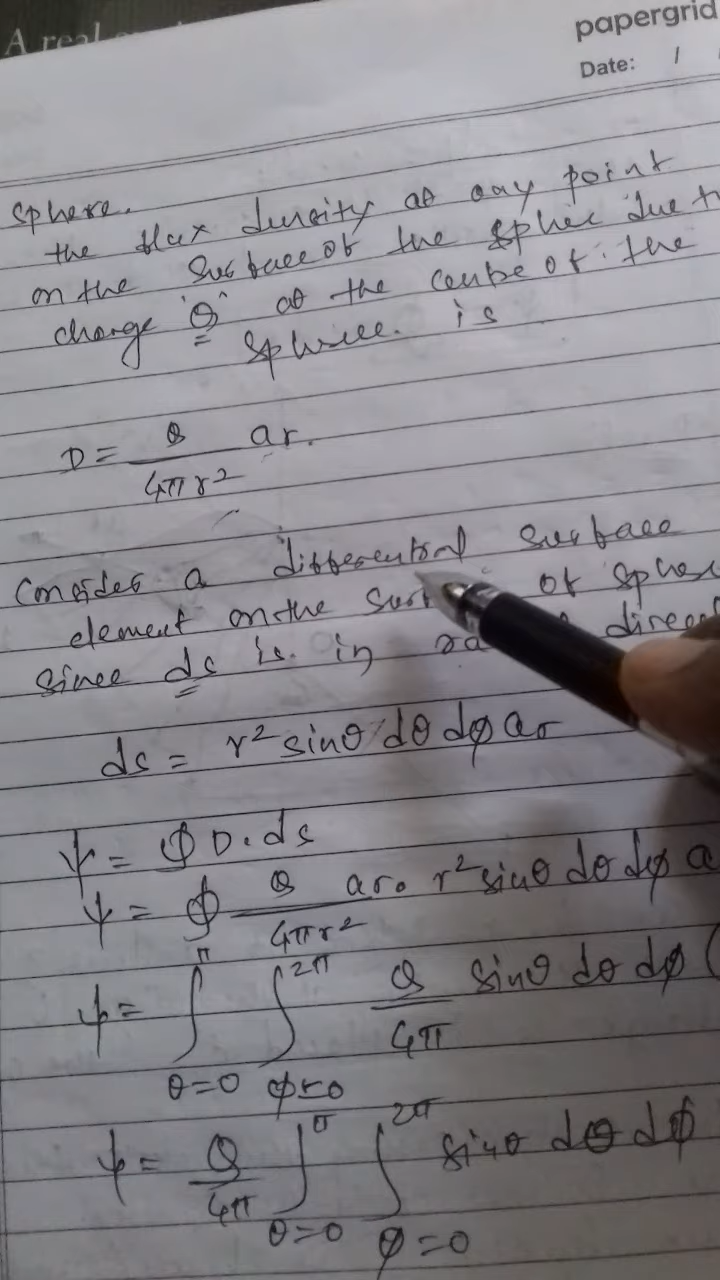 A real
papergrid
Date: /
sphere.
the flux density at any point
on the surface of the sphere due to
charge 'Q' at the centre of the
sphere. is
D = Q/4πr² ar.
Consider a differential surface
element on the surf of sphere
since ds is in direct
ds = r² sinθ dθ dϕ ar
ψ = ∮ D. ds
ψ = ∮ Q/4πr² ar. r² sinθ dθ dϕ a
ψ = ∫θ=0^π ∫ϕ=0^2π Q/4π sinθ dθ dϕ (
ψ = Q/4π ∫θ=0^π ∫ϕ=0^2π sinθ dθ dϕ